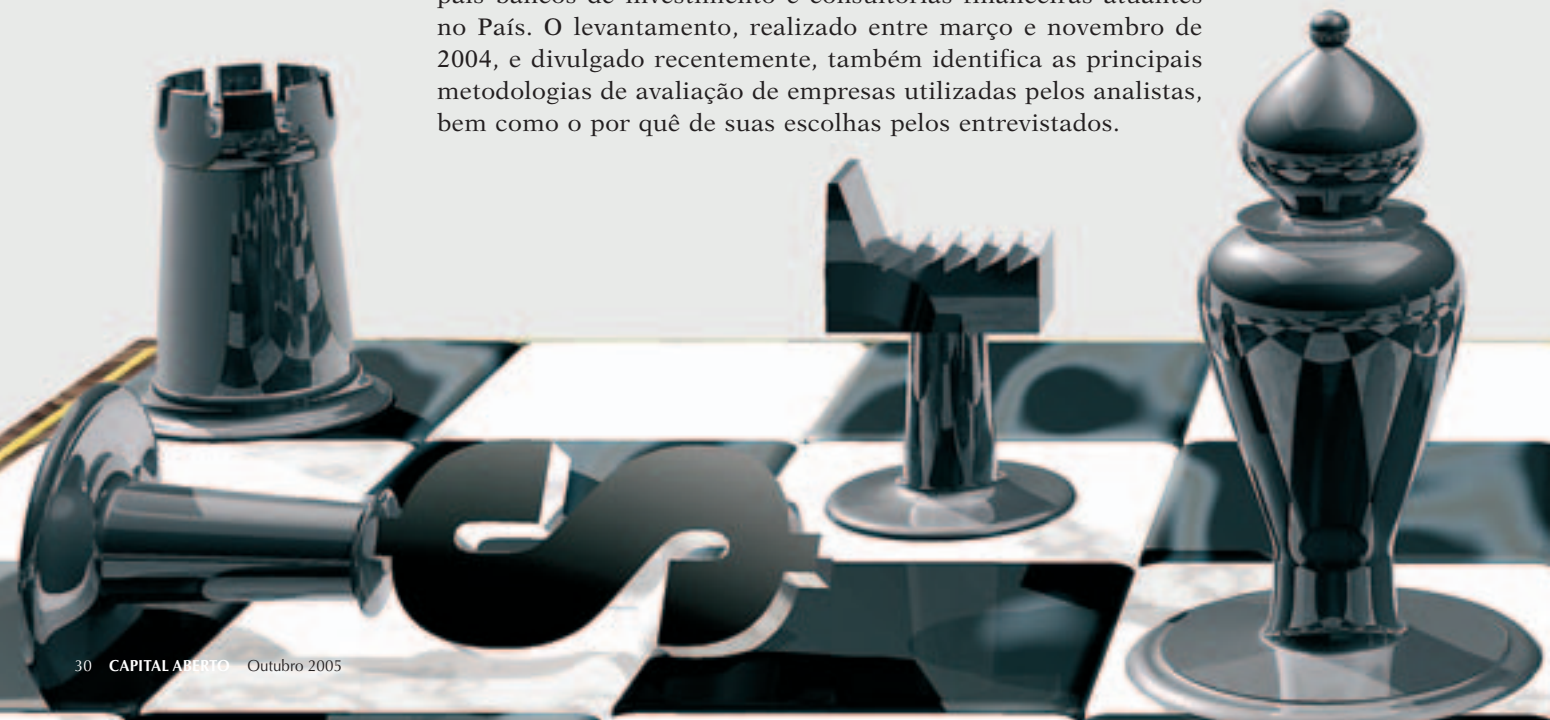 pais bancos de investimento e consultorias financeiras atuantes
no País. O levantamento, realizado entre março e novembro de
2004, e divulgado recentemente, também identifica as principais
metodologias de avaliação de empresas utilizadas pelos analistas,
bem como o por quê de suas escolhas pelos entrevistados.
30 CAPITAL ABERTO Outubro 2005